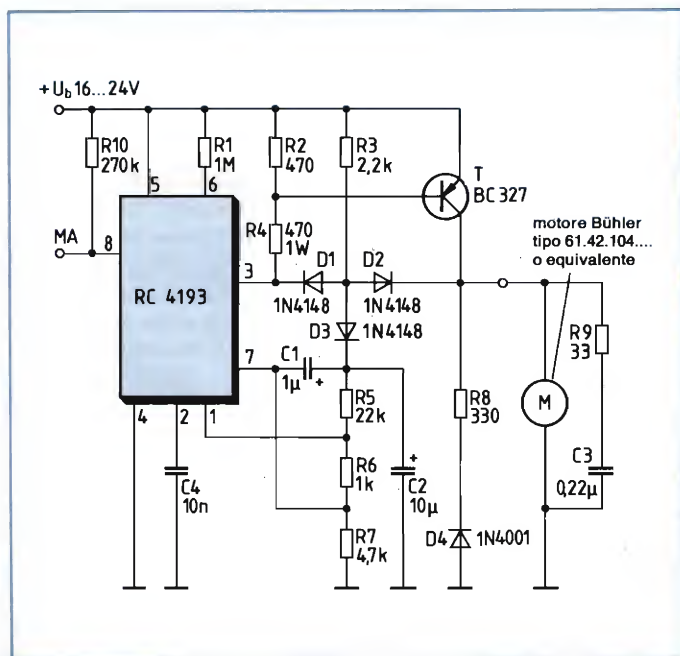 +Ub 16...24V
R10
270k
R1
1M
R2
470
R3
2,2k
T
BC 327
5
6
MA
8
R4
470
1W
D1
D2
motore Bühler
tipo 61.42.104....
o equivalente
RC 4193
3
1N4148
1N4148
D3
1N4148
R9
33
7
C1
1µ
+
R5
22k
R8
330
M
4
2
1
+
C3
0,22µ
R6
1k
C2
10µ
C4
10n
R7
4,7k
D4
1N4001